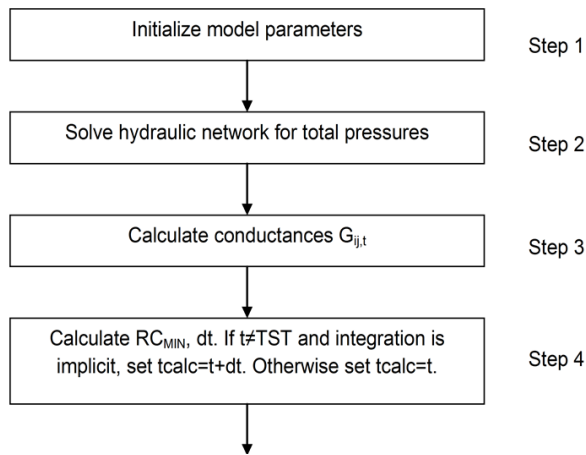 Initialize model parameters
Step 1
Solve hydraulic network for total pressures
Step 2
Calculate conductances Gij,t
Step 3
Calculate RCMIN, dt. If t≠TST and integration is
implicit, set tcalc=t+dt. Otherwise set tcalc=t.
Step 4